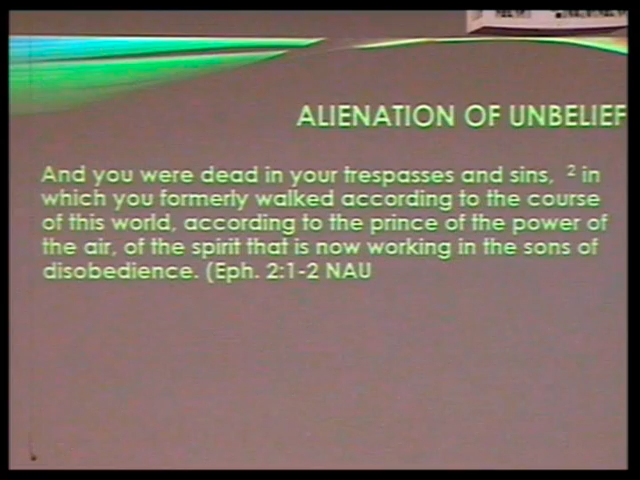 ALIENATION OF UNBELIEF
And you were dead in your trespasses and sins, ² in
which you formerly walked according to the course
of this world, according to the prince of the power of
the air, of the spirit that is now working in the sons of
disobedience. (Eph. 2:1-2 NAU